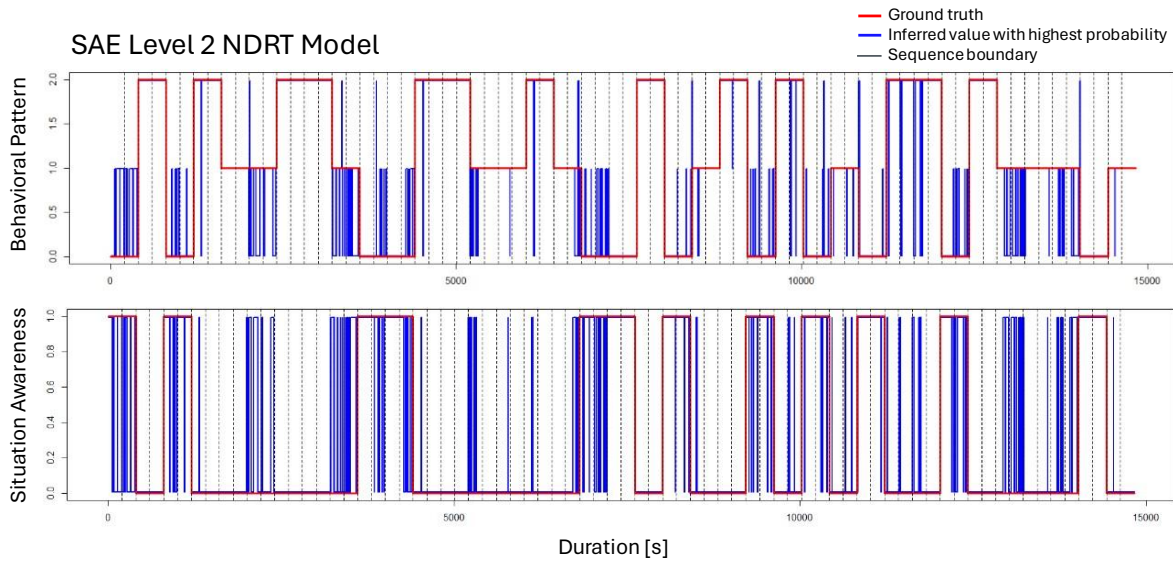 Ground truth
SAE Level 2 NDRT Model
Inferred value with highest probability
Sequence boundary
Behavioral Pattern
2.0
1.5
1.0
0.5
0.0
0 5000 10000 15000
Situation Awareness
1.0
0.8
0.6
0.4
0.2
0.0
0 5000 10000 15000
Duration [s]